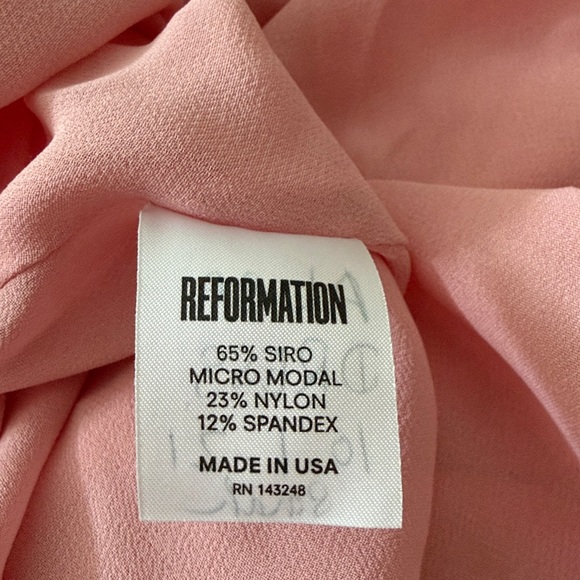 REFORMATION
65% SIRO
MICRO MODAL
23% NYLON
12% SPANDEX
MADE IN USA
RN 143248